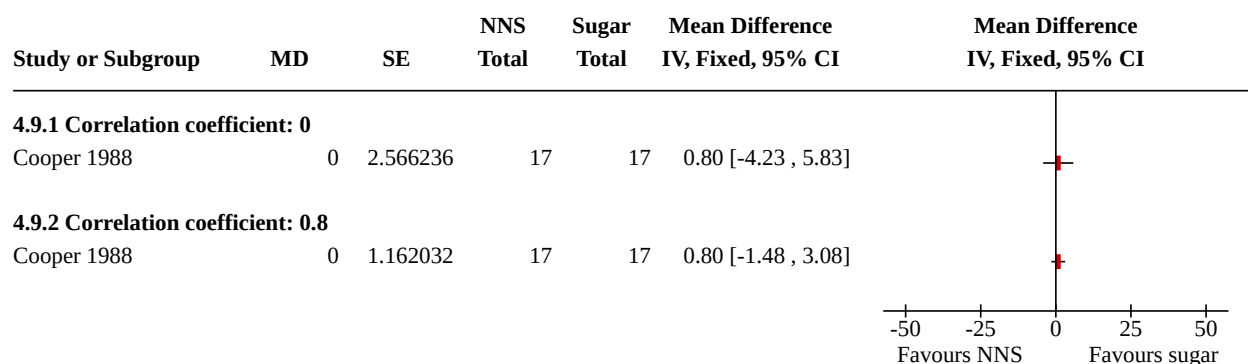 NNS Sugar Mean Difference Mean Difference
Study or Subgroup MD SE Total Total IV, Fixed, 95% CI IV, Fixed, 95% CI
4.9.1 Correlation coefficient: 0
Cooper 1988 0 2.566236 17 17 0.80 [-4.23 , 5.83]
4.9.2 Correlation coefficient: 0.8
Cooper 1988 0 1.162032 17 17 0.80 [-1.48 , 3.08]
-50 -25 0 25 50
Favours NNS Favours sugar